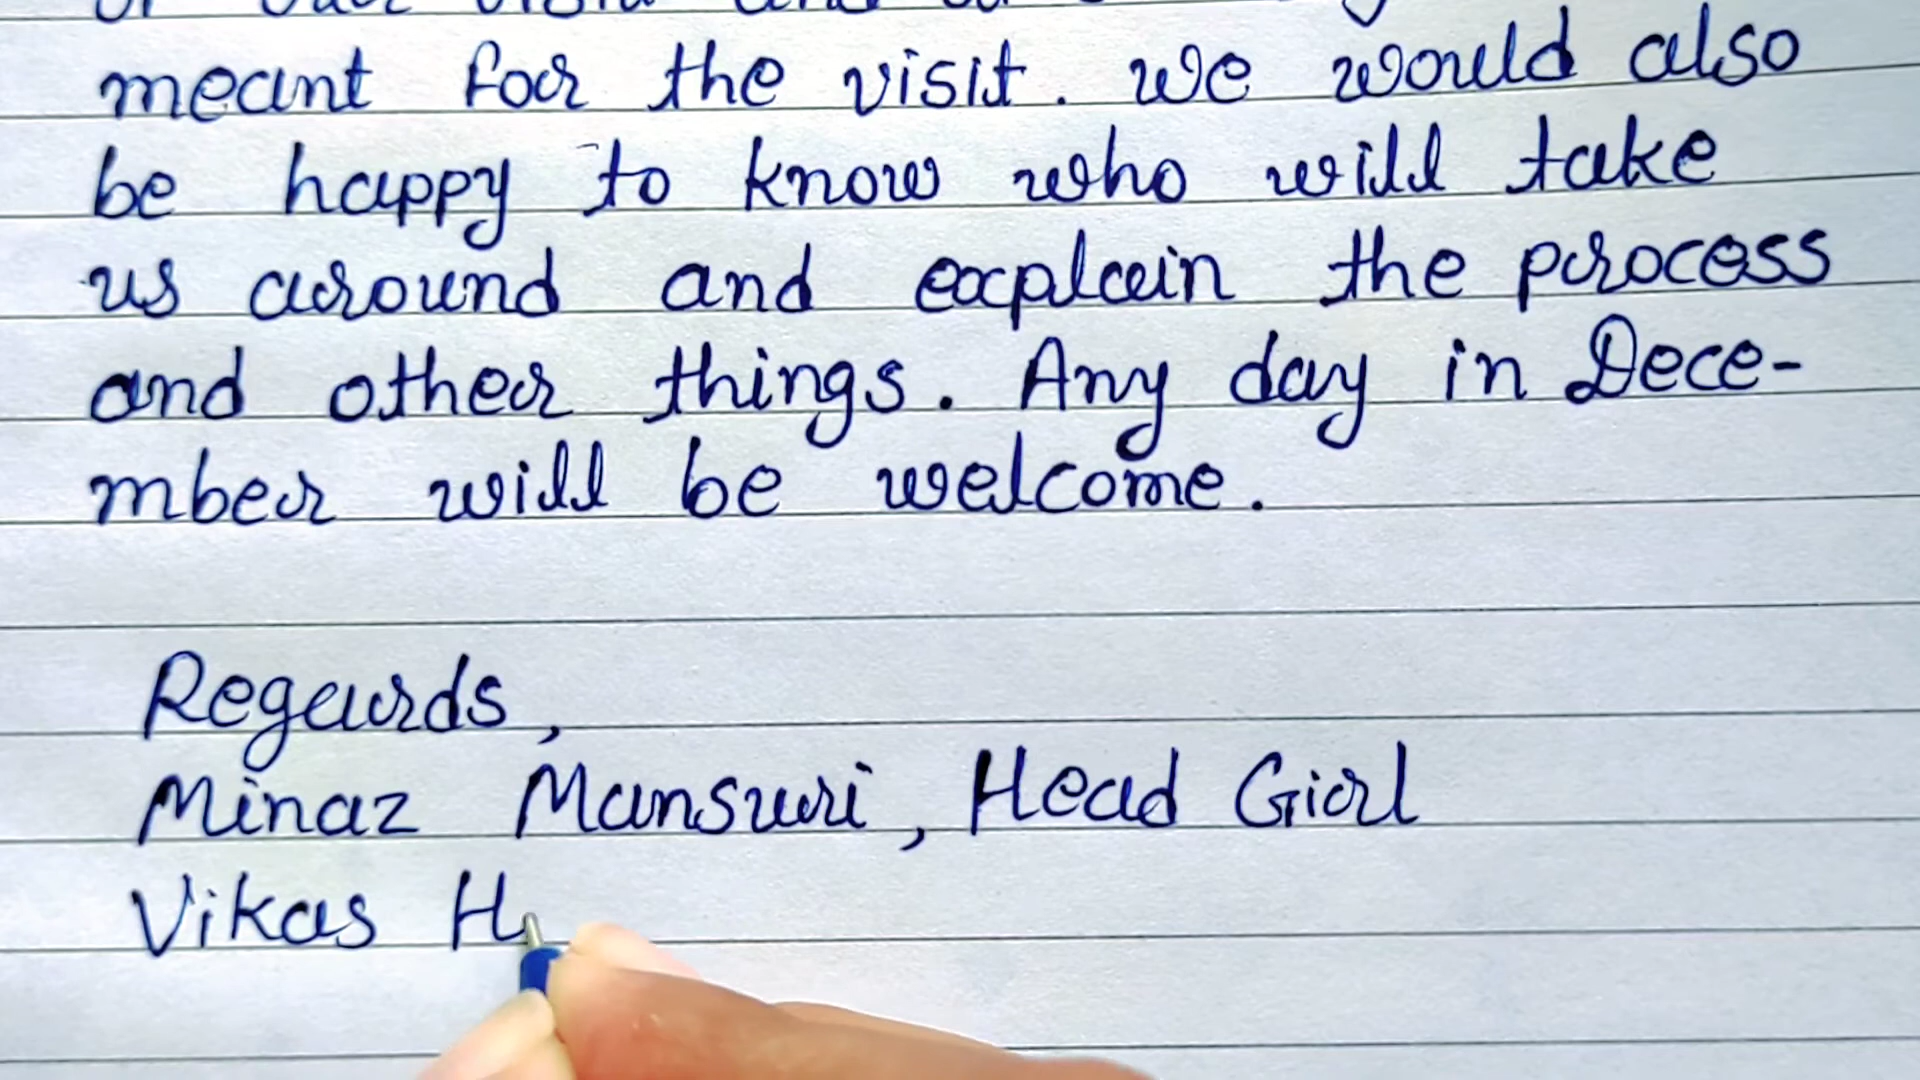 meant for the visit. we would also
be happy to know who will take
us around and explain the process
and other things. Any day in Dece-
mber will be welcome.
Regards,
Minaz Mansuri, Head Girl
Vikas H